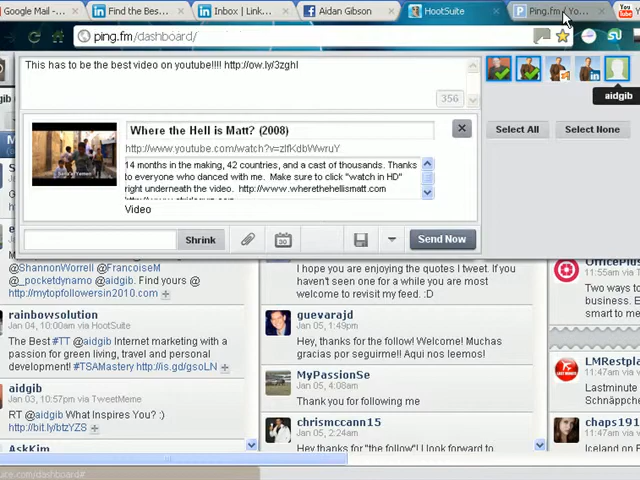 Google Mail - (
Find the Best...
Inbox | Link...
Aidan Gibson
HootSuite
Ping.fm / Yo...
You
ping.fm/dashboard/
This has to be the best video on youtube!!!! http://ow.ly/3zghI
356
aidgib
Where the Hell is Matt? (2008)
http://www.youtube.com/watch?v=zlfKdbWwruY
14 months in the making, 42 countries, and a cast of thousands. Thanks
to everyone who danced with me. Make sure to click "watch in HD"
right underneath the video. http://www.wherethehellismatt.com
Video
Select All
Select None
Shrink
30
Send Now
@ShannonWorrell @FrancoiseM
@_pocketdynamo @aidgib. Find yours @
http://mytopfollowersin2010.com
rainbowsolution
Jan 04, 10:00am via HootSuite
The Best #TT @aidgib Internet marketing with a
passion for green living, travel and personal
development! #TSAMastery http://is.gd/gsoLN
aidgib
Jan 03, 10:57pm via TweetMeme
RT @aidgib What Inspires You? :)
http://bit.ly/btzYZS
AskKim
I hope you are enjoying the quotes I tweet. If
you haven't seen one for a while you are most
welcome to revisit my feed. :D
guevarajd
Jan 05, 1:49pm
Hey, thanks for the follow! Welcome! Muchas
gracias por seguirme!! Aqui nos leemos!
MyPassionSe
Jan 05, 4:08am
Thank you for following me
chrismccann15
Jan 05, 2:24am
Hey thanks for "the follow"! I look forward to
OfficePlus
11:55am via
Two ways to
business. E
most of you
LMRestpla
11:47am via
Lastminute
Schnäppche
chaps191
11:47am via
suite.com/dashboard#